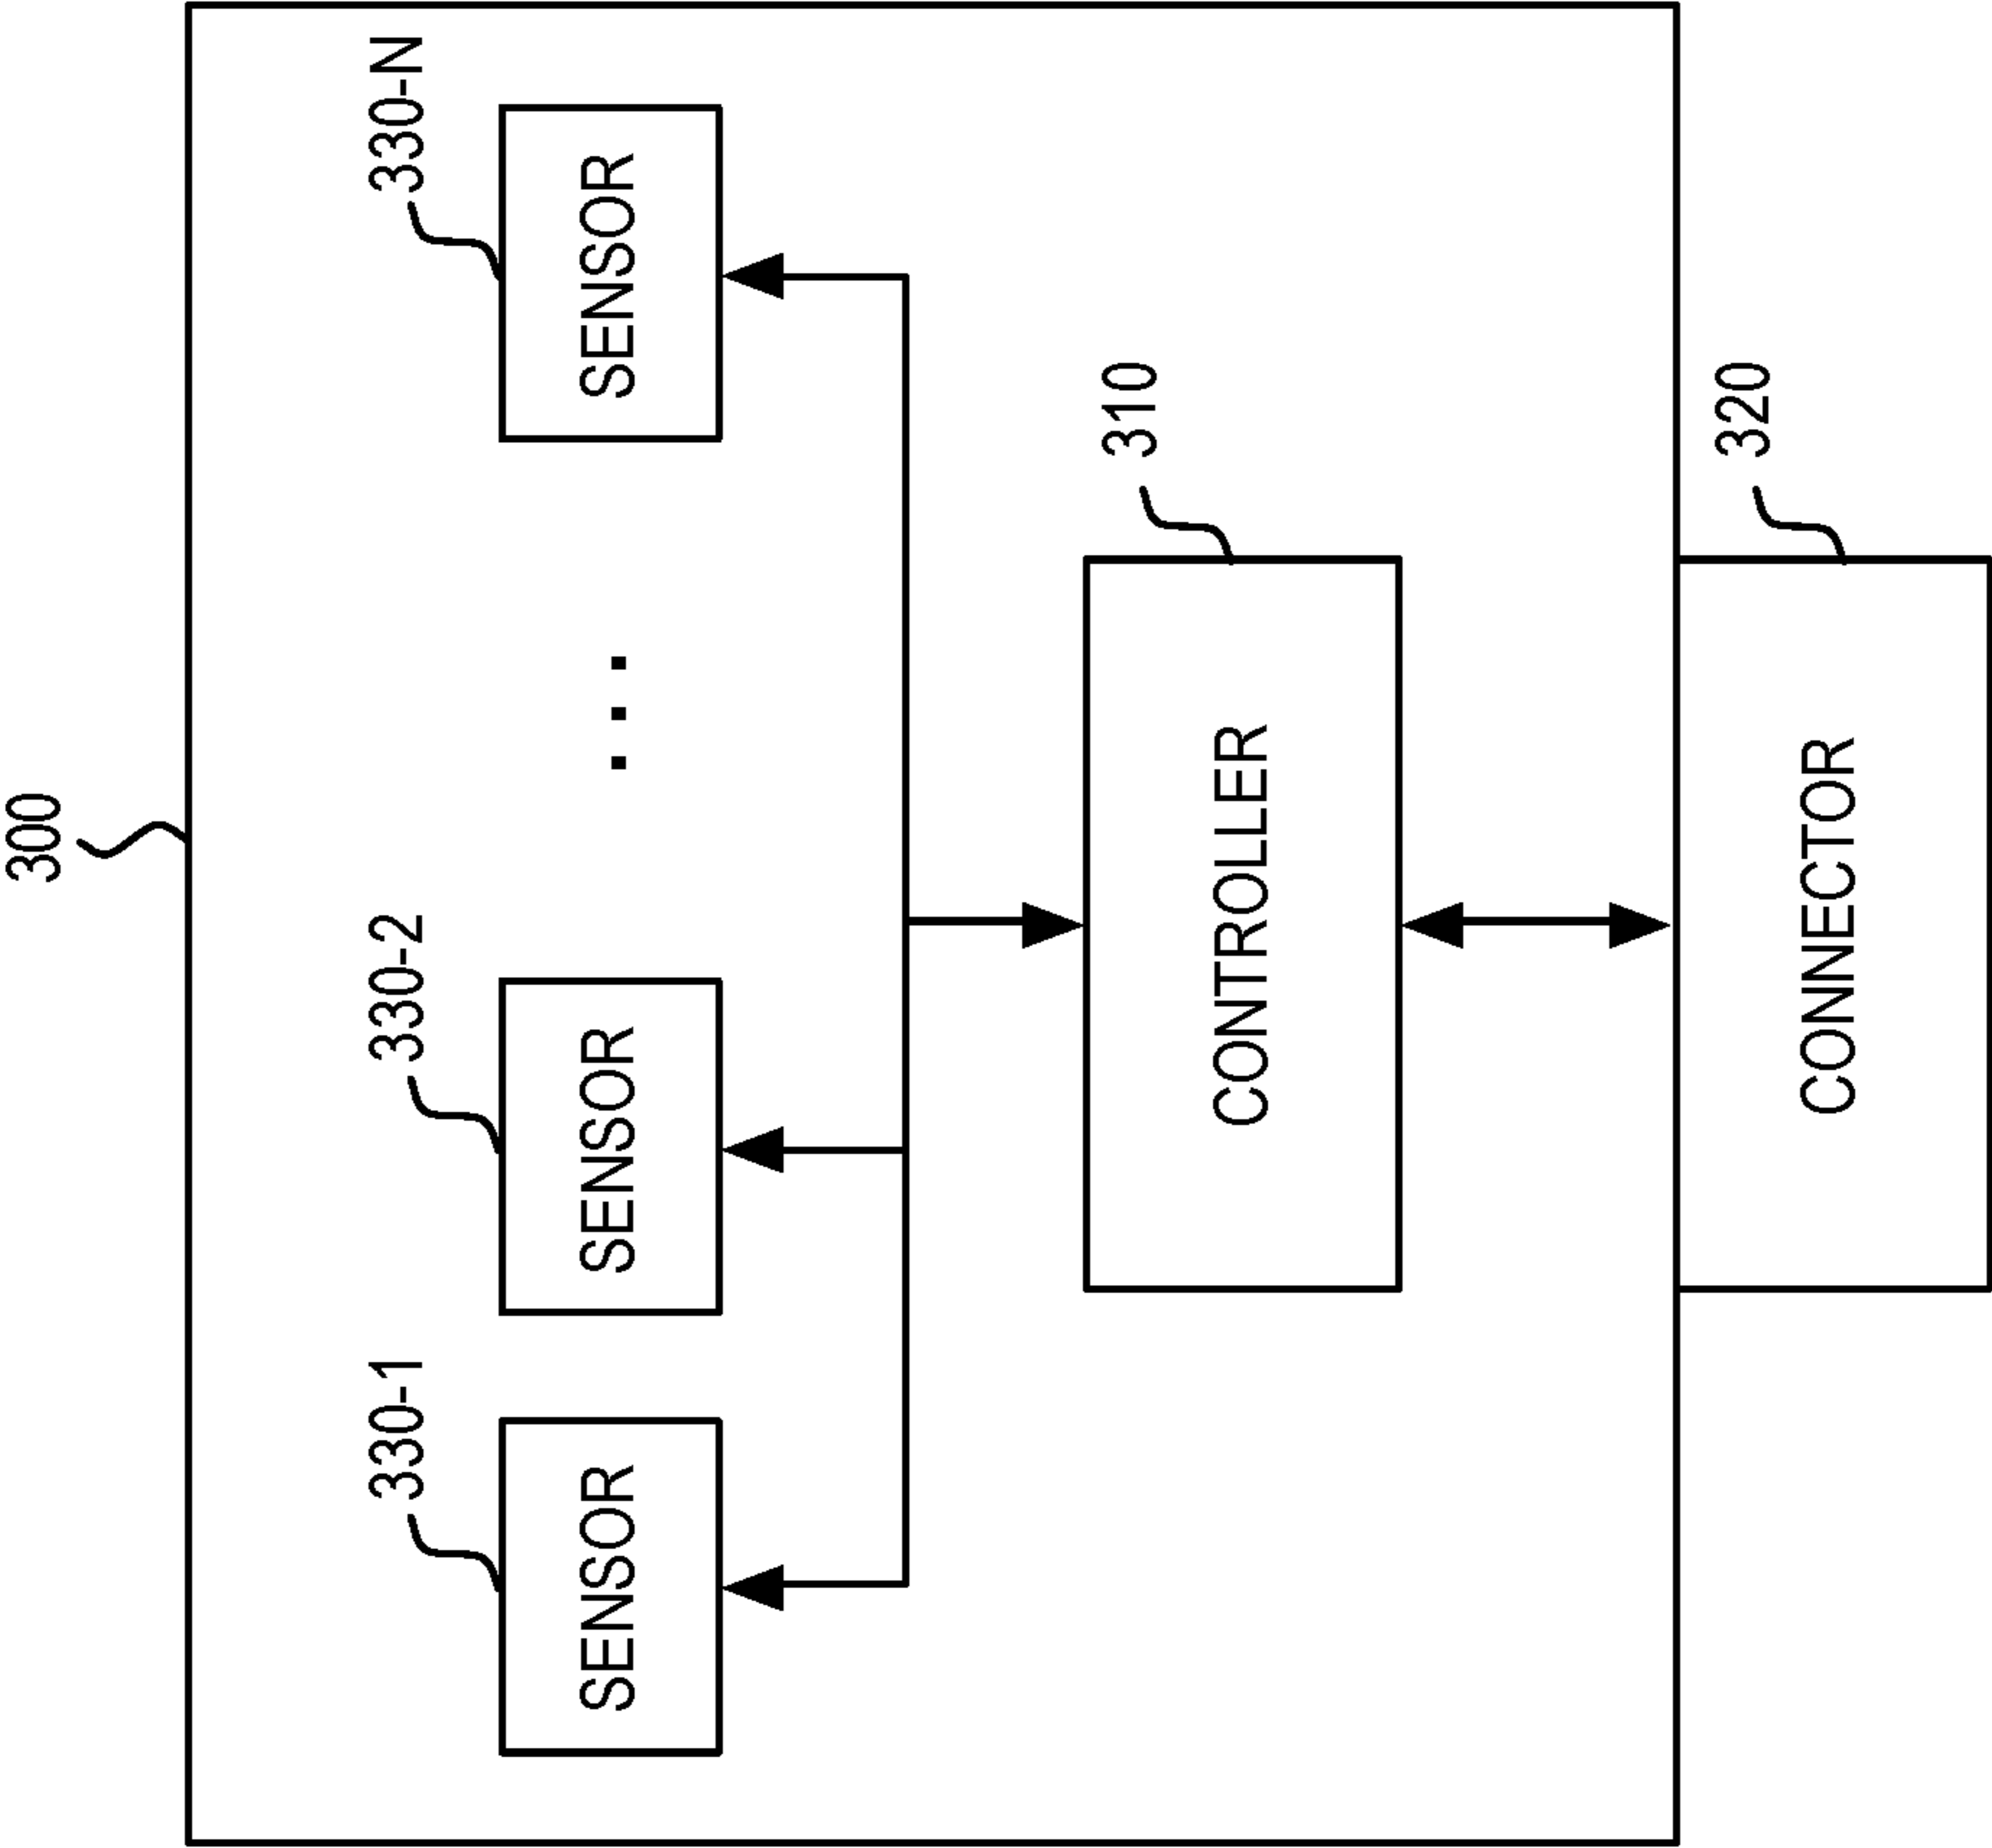 300
330-1
330-2
330-N
SENSOR
SENSOR
. . .
SENSOR
310
CONTROLLER
320
CONNECTOR